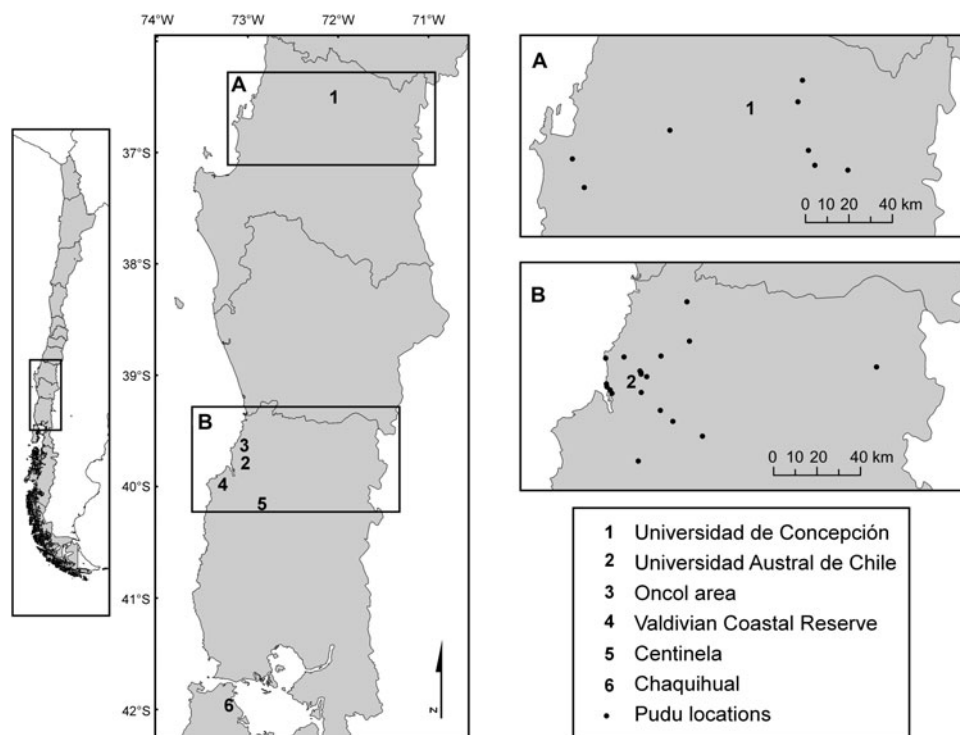 74°W 73°W 72°W 71°W
37°S
38°S
39°S
40°S
41°S
42°S
A
1
B
3
2
4
5
6
z
A
1
0 10 20 40 km
B
2
0 10 20 40 km
1 Universidad de Concepción
2 Universidad Austral de Chile
3 Oncol area
4 Valdivian Coastal Reserve
5 Centinela
6 Chaquihual
• Pudu locations